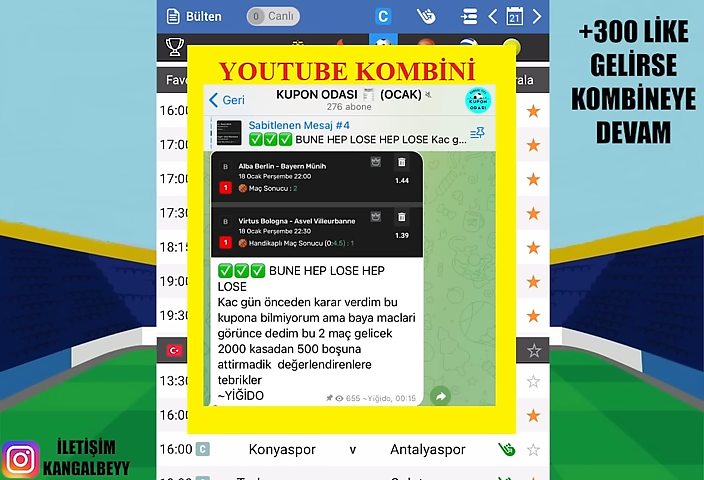 Bülten
0 Canlı
C
21
+300 LİKE
GELİRSE
KOMBİNEYE
DEVAM
YOUTUBE KOMBİNİ
Geri
KUPON ODASI (OCAK)
276 abone
KUPON
ODASI
Sabitlenen Mesaj #4
✅✅✅ BUNE HEP LOSE HEP LOSE Kac g...
B Alba Berlin - Bayern Münih
18 Ocak Perşembe 22:00
1 Maç Sonucu : 2
1.44
B Virtus Bologna - Asvel Villeurbanne
18 Ocak Perşembe 22:30
1 Handikaplı Maç Sonucu (0:4.5) : 1
1.39
✅✅✅ BUNE HEP LOSE HEP
LOSE
Kac gün önceden karar verdim bu
kupona bilmiyorum ama baya maclari
görünce dedim bu 2 maç gelicek
2000 kasadan 500 boşuna
attirmadik değerlendirenlere
tebrikler
~YİĞİDO
655 ~Yiğido, 00:15
16:00
17:00
17:00
17:30
18:15
19:00
19:00
13:30
16:00
16:00 C Konyaspor v Antalyaspor
İLETİŞİM
KANGALBEYY